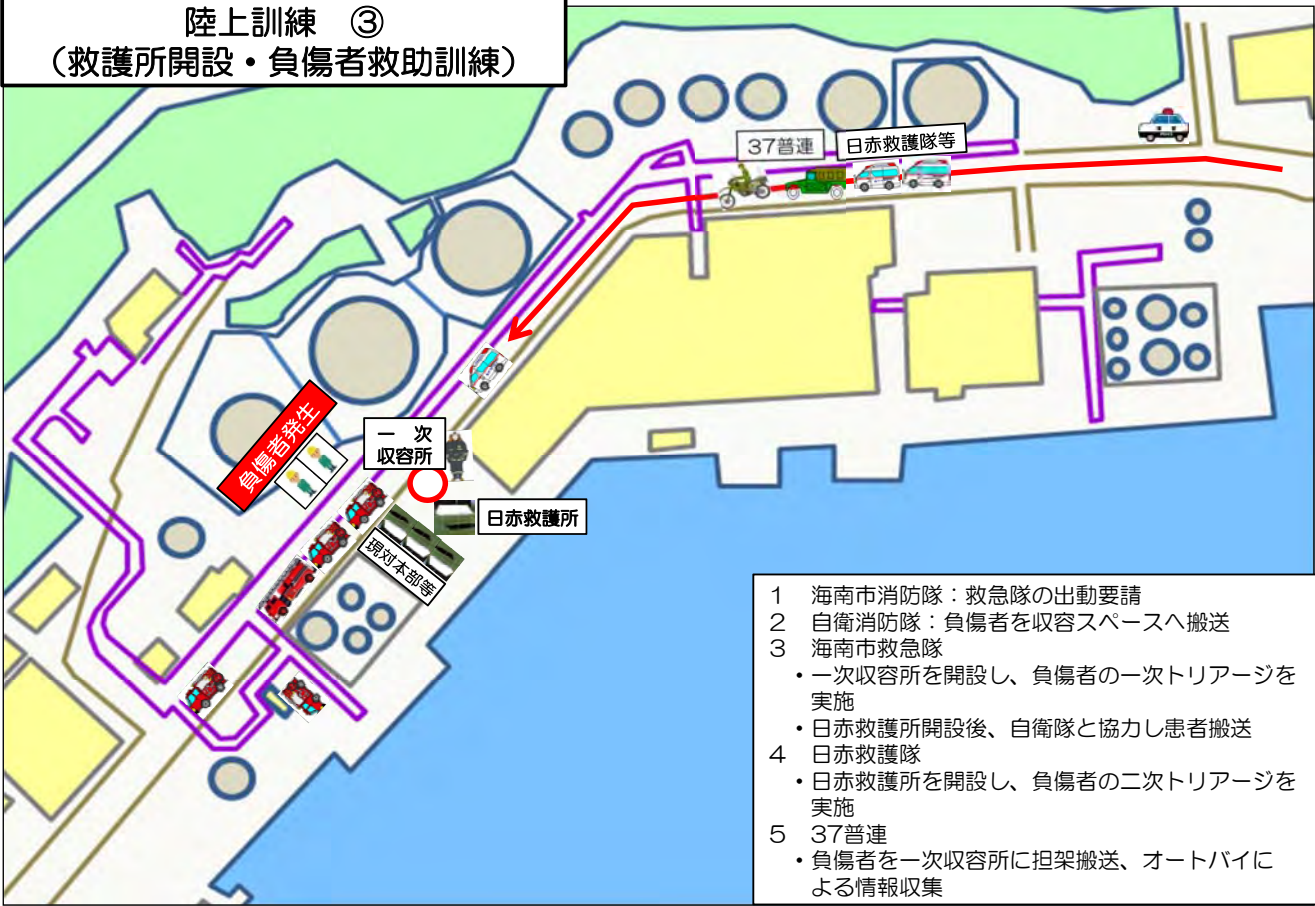 陸上訓練　③
（救護所開設・負傷者救助訓練）
37普連
日赤救護隊等
負傷者発生
一　次
収容所
日赤救護所
現対本部等
1　海南市消防隊：救急隊の出動要請
2　自衛消防隊：負傷者を収容スペースへ搬送
3　海南市救急隊
・一次収容所を開設し、負傷者の一次トリアージを
実施
・日赤救護所開設後、自衛隊と協力し患者搬送
4　日赤救護隊
・日赤救護所を開設し、負傷者の二次トリアージを
実施
5　37普連
・負傷者を一次収容所に担架搬送、オートバイに
よる情報収集